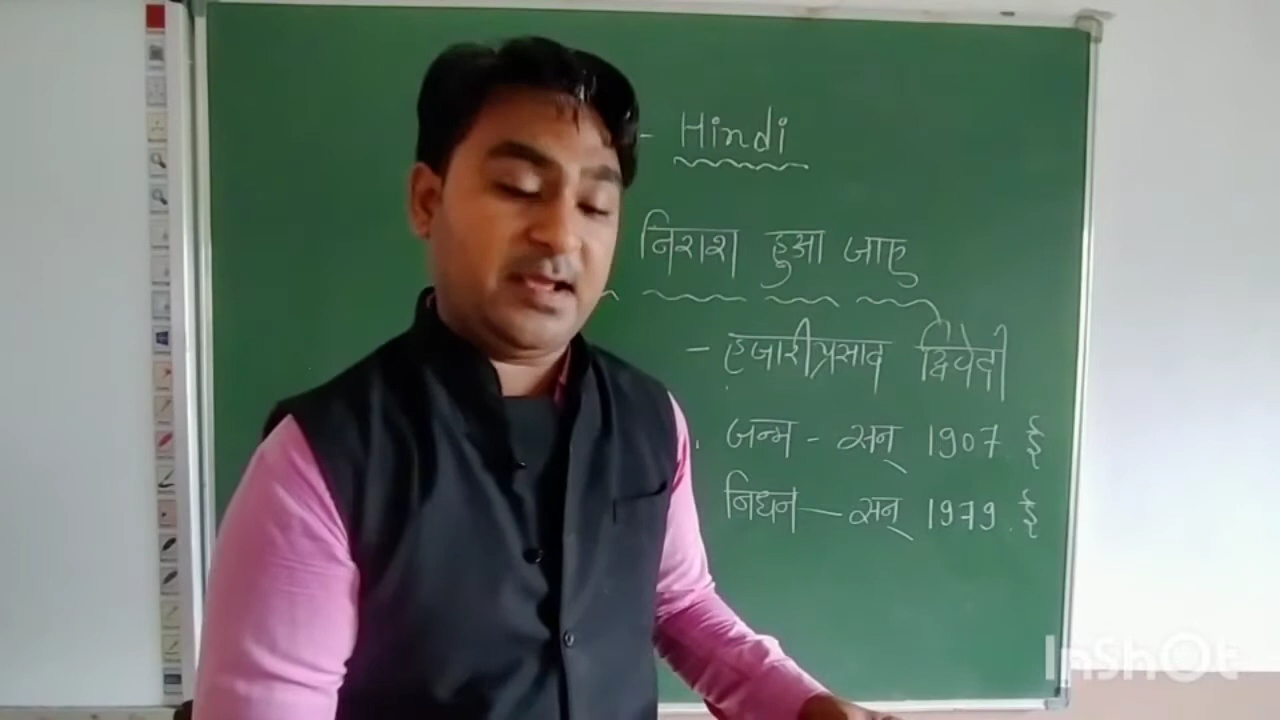 - Hindi
निराश हुआ जाए
- हजारीप्रसाद द्विवेदी
जन्म - सन् 1907 ई
निधन — सन् 1979 . ई
InShOt